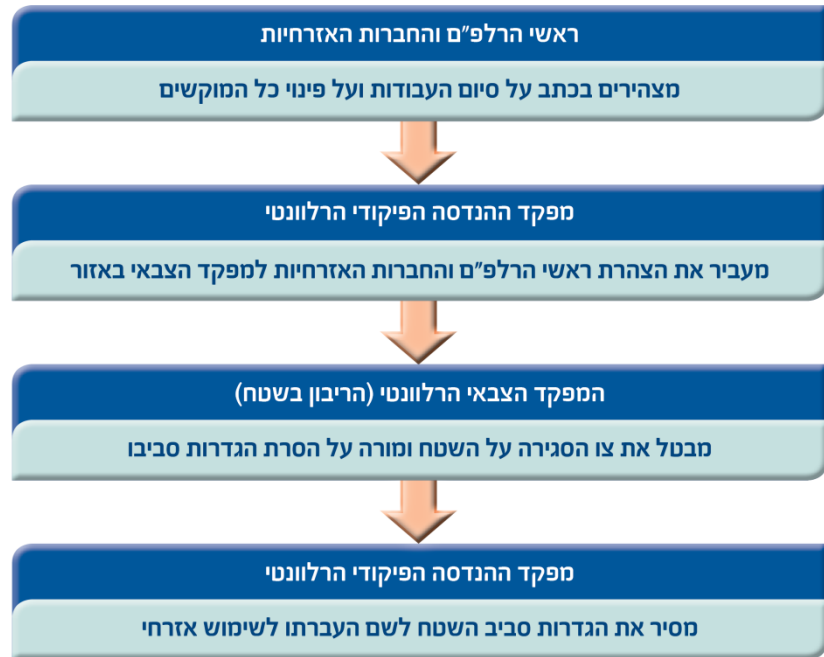 ראשי הרלפ"ם והחברות האזרחיות
מצהירים בכתב על סיום העבודות ועל פינוי כל המוקשים
מפקד ההנדסה הפיקודי הרלוונטי
מעביר את הצהרת ראשי הרלפ"ם והחברות האזרחיות למפקד הצבאי באזור
המפקד הצבאי הרלוונטי (הריבון בשטח)
מבטל את צו הסגירה על השטח ומורה על הסרת הגדרות סביבו
מפקד ההנדסה הפיקודי הרלוונטי
מסיר את הגדרות סביב השטח לשם העברתו לשימוש אזרחי